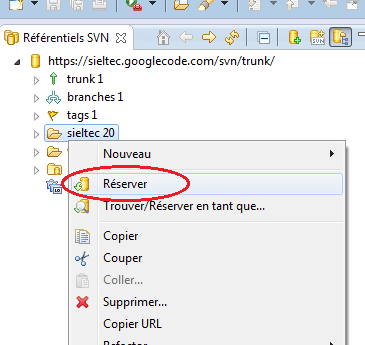 Référentiels SVN
https://sieltec.googlecode.com/svn/trunk/
trunk 1
branches 1
tags 1
sieltec 20
Nouveau
Réserver
Trouver/Réserver en tant que...
Copier
Couper
Coller...
Supprimer...
Copier URL